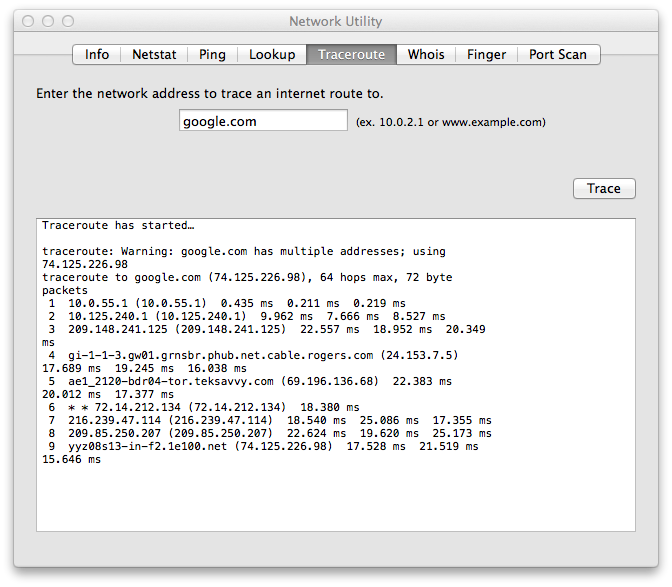 Network Utility
Info Netstat Ping Lookup Traceroute Whois Finger Port Scan
Enter the network address to trace an internet route to.
google.com (ex. 10.0.2.1 or www.example.com)
Trace
Traceroute has started…
traceroute: Warning: google.com has multiple addresses; using
74.125.226.98
traceroute to google.com (74.125.226.98), 64 hops max, 72 byte
packets
1  10.0.55.1 (10.0.55.1)  0.435 ms  0.211 ms  0.219 ms
2  10.125.240.1 (10.125.240.1)  9.962 ms  7.666 ms  8.527 ms
3  209.148.241.125 (209.148.241.125)  22.557 ms  18.952 ms  20.349
ms
4  gi-1-1-3.gw01.grnsbr.phub.net.cable.rogers.com (24.153.7.5)
17.689 ms  19.245 ms  16.038 ms
5  ae1_2120-bdr04-tor.teksavvy.com (69.196.136.68)  22.383 ms
20.012 ms  17.377 ms
6  * * 72.14.212.134 (72.14.212.134)  18.380 ms
7  216.239.47.114 (216.239.47.114)  18.540 ms  25.086 ms  17.355 ms
8  209.85.250.207 (209.85.250.207)  22.624 ms  19.620 ms  25.173 ms
9  yyz08s13-in-f2.1e100.net (74.125.226.98)  17.528 ms  21.519 ms
15.646 ms